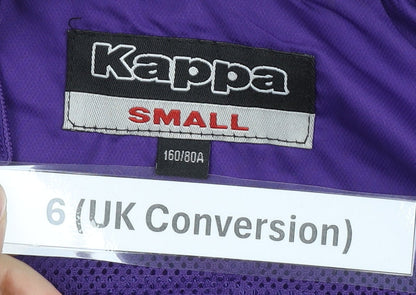 Kappa
SMALL
160/80A
6 (UK Conversion)